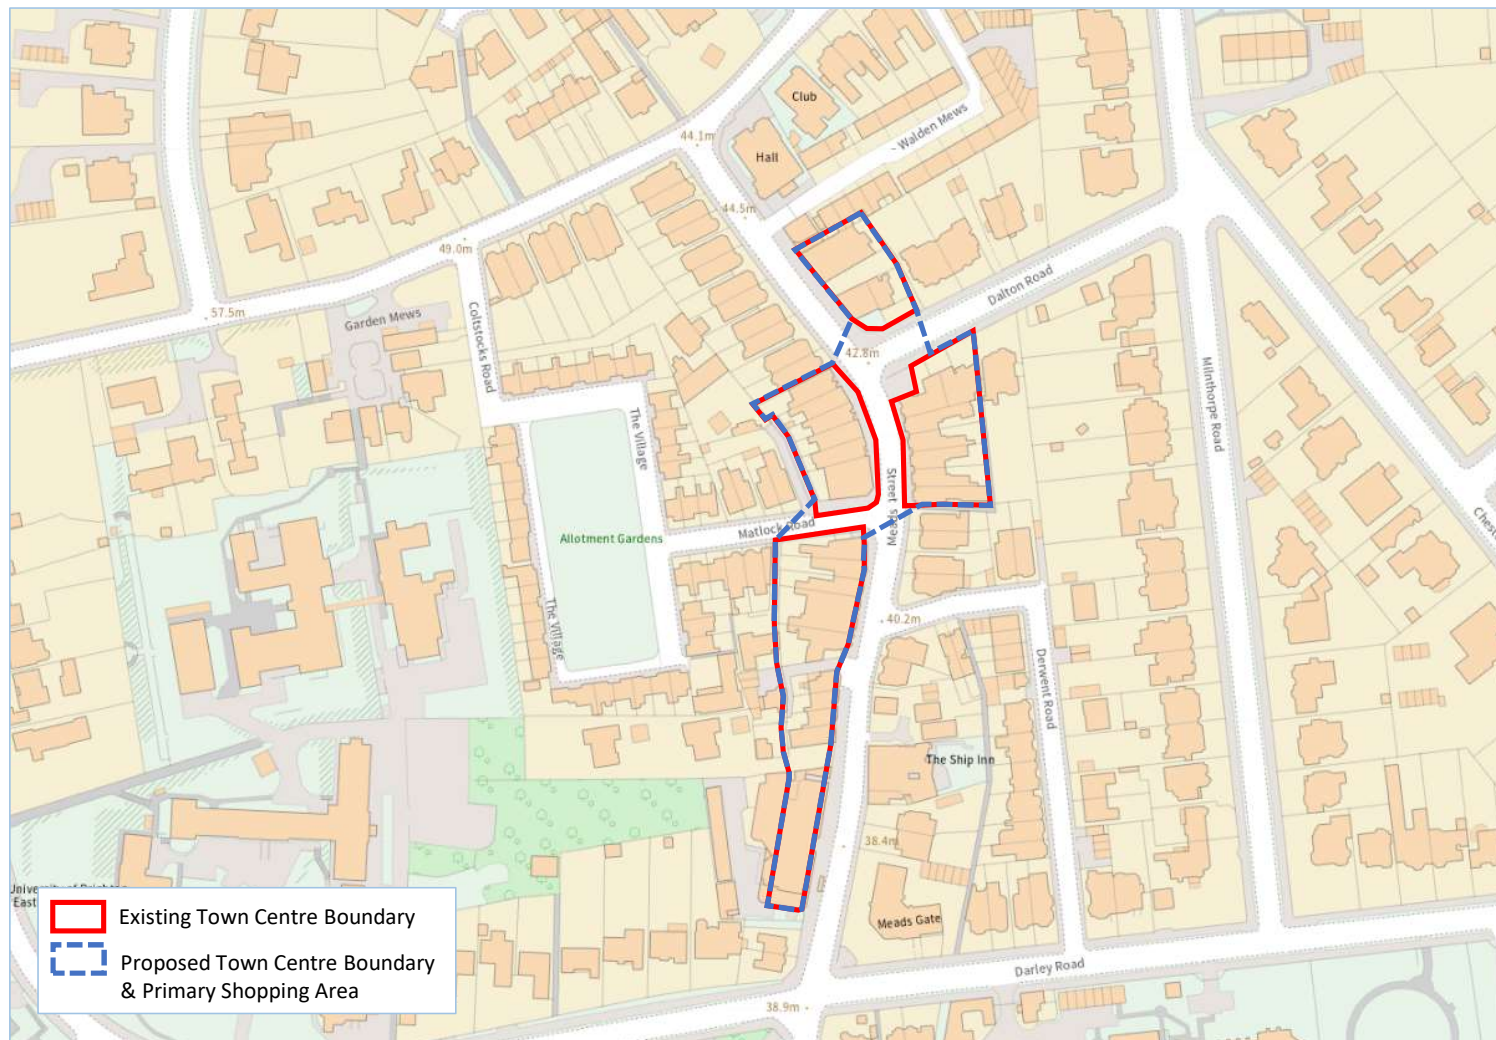 Club
Walden Mews
44.1m
Hall
44.5m
49.0m
Dalton Road
57.5m
Garden Mews
Coltstocks Road
42.8m
Milnthorpe Road
The Village
Street
Meads
Matlock Road
Allotment Gardens
The Village
40.2m
Derwent Road
The Ship Inn
38.4m
East
Meads Gate
Existing Town Centre Boundary
Proposed Town Centre Boundary
& Primary Shopping Area
Darley Road
38.9m